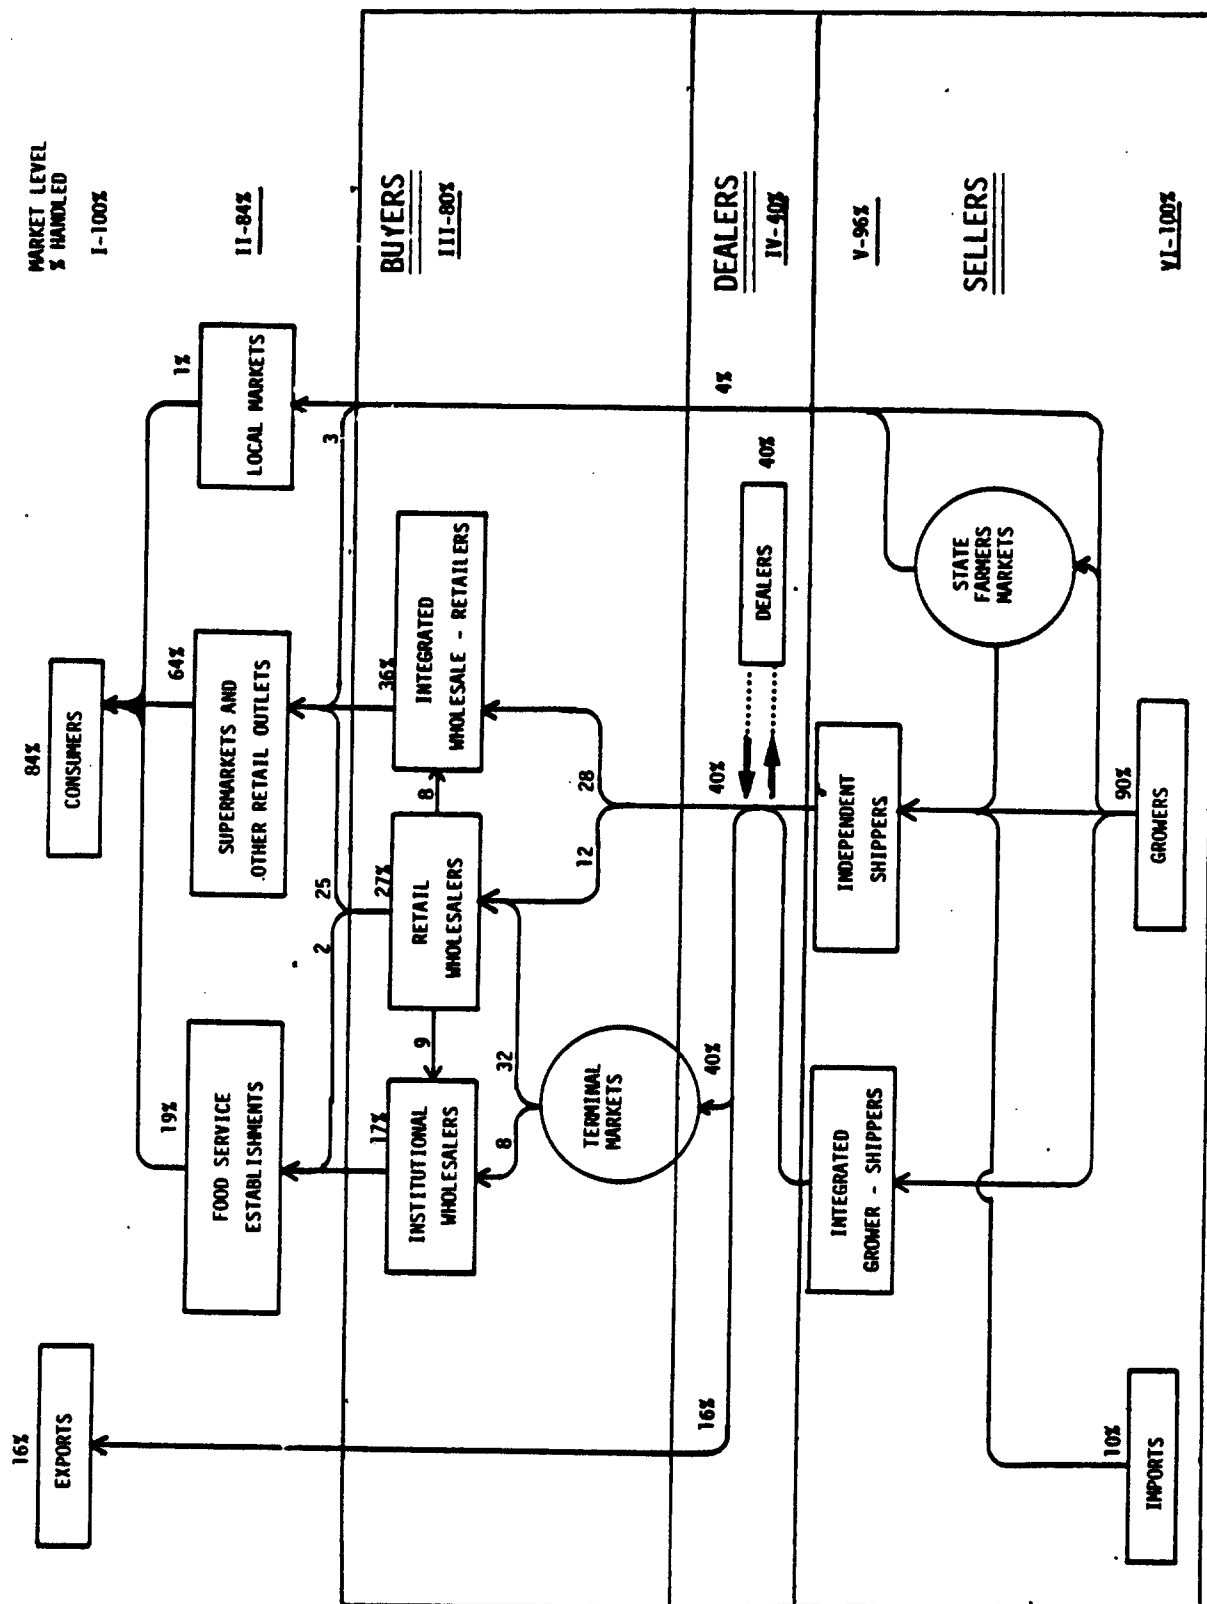 MARKET LEVEL
% HANDLED
I-100%
II-84%
BUYERS
III-80%
DEALERS
IV-40%
V-96%
SELLERS
VI-100%
16%
EXPORTS
84%
CONSUMERS
19%
FOOD SERVICE
ESTABLISHMENTS
64%
SUPERMARKETS AND
OTHER RETAIL OUTLETS
1%
LOCAL MARKETS
2
25
3
17%
INSTITUTIONAL
WHOLESALERS
9
27%
RETAIL
WHOLESALERS
8
36%
INTEGRATED
WHOLESALE - RETAILERS
8
32
12
28
TERMINAL
MARKETS
16%
40%
40%
4%
DEALERS
40%
INTEGRATED
GROWER - SHIPPERS
INDEPENDENT
SHIPPERS
STATE
FARMERS
MARKETS
10%
IMPORTS
90%
GROWERS